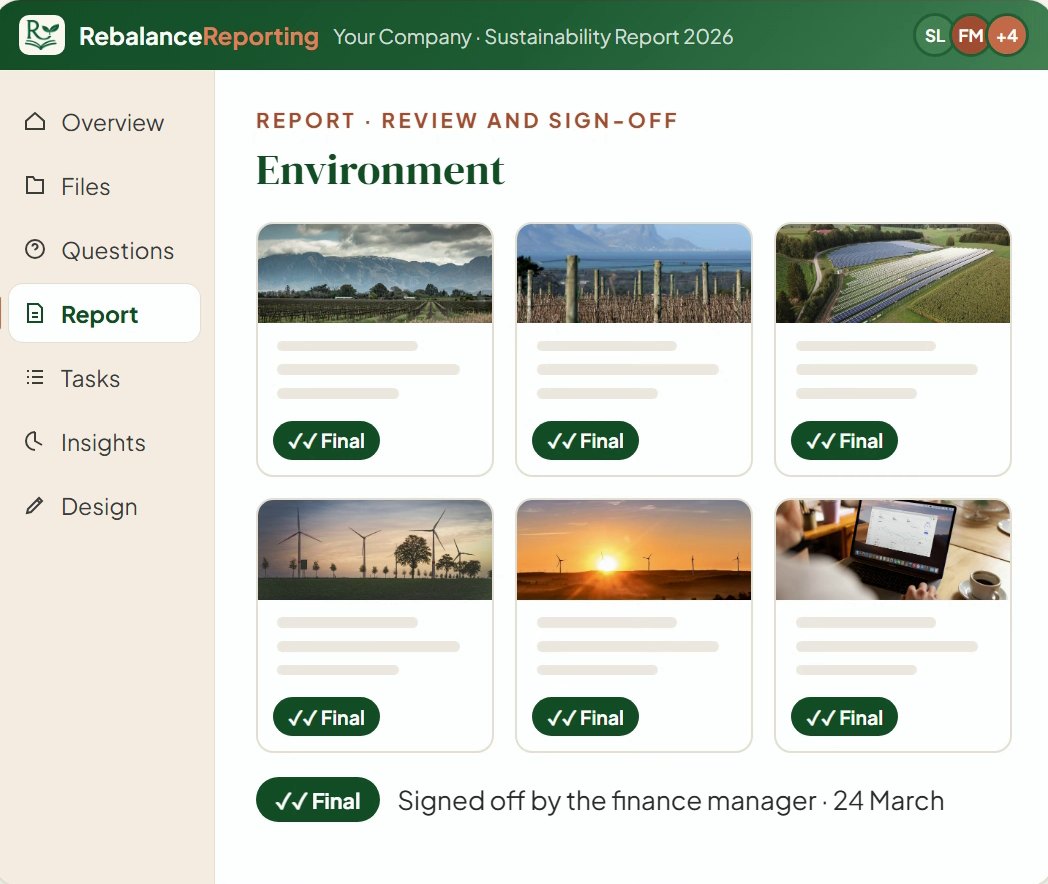 RebalanceReporting Your Company · Sustainability Report 2026 SL FM +4
Overview
Files
Questions
Report
Tasks
Insights
Design
REPORT · REVIEW AND SIGN-OFF
Environment
✓✓ Final
✓✓ Final
✓✓ Final
✓✓ Final
✓✓ Final
✓✓ Final
✓✓ Final Signed off by the finance manager · 24 March